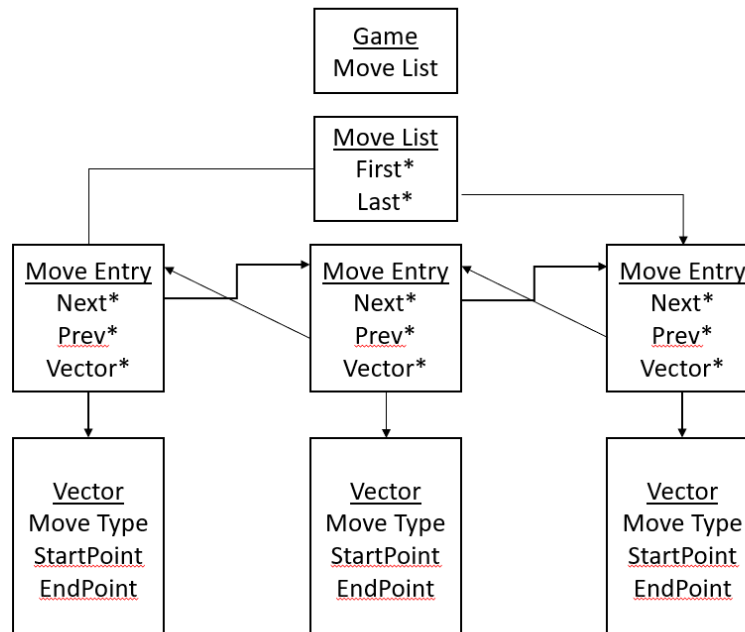 Game
Move List
Move List
First*
Last*
Move Entry
Next*
Prev*
Vector*
Move Entry
Next*
Prev*
Vector*
Move Entry
Next*
Prev*
Vector*
Vector
Move Type
StartPoint
EndPoint
Vector
Move Type
StartPoint
EndPoint
Vector
Move Type
StartPoint
EndPoint